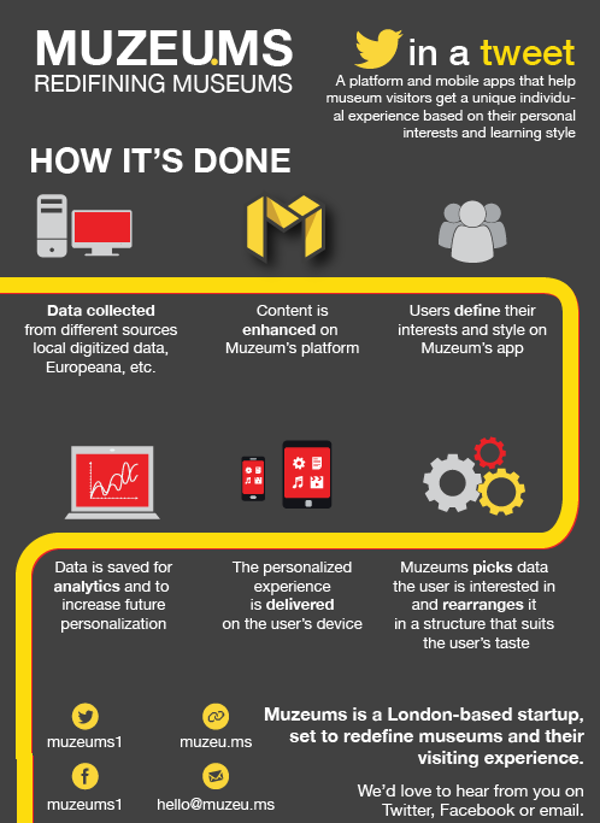 MUZEU.MS
REDIFINING MUSEUMS
in a tweet
A platform and mobile apps that help
museum visitors get a unique individu-
al experience based on their personal
interests and learning style
HOW IT'S DONE
Data collected
from different sources
local digitized data,
Europeana, etc.
Content is
enhanced on
Muzeum's platform
Users define their
interests and style on
Muzeum's app
Muzeums picks data
the user is interested in
and rearranges it
in a structure that suits
the user's taste
The personalized
experience
is delivered
on the user's device
Data is saved for
analytics and to
increase future
personalization
muzeums1
muzeu.ms
muzeums1
hello@muzeu.ms
Muzeums is a London-based startup,
set to redefine museums and their
visiting experience.
We'd love to hear from you on
Twitter, Facebook or email.